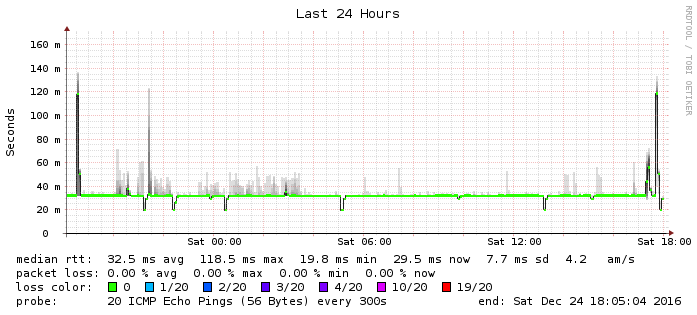 Last 24 Hours
RRDTOOL / TOBI OETIKER
Seconds
160 m
140 m
120 m
100 m
80 m
60 m
40 m
20 m
0
Sat 00:00 Sat 06:00 Sat 12:00 Sat 18:00
median rtt: 32.5 ms avg 118.5 ms max 19.8 ms min 29.5 ms now 7.7 ms sd 4.2 am/s
packet loss: 0.00 % avg 0.00 % max 0.00 % min 0.00 % now
loss color: 0 1/20 2/20 3/20 4/20 10/20 19/20
probe: 20 ICMP Echo Pings (56 Bytes) every 300s end: Sat Dec 24 18:05:04 2016